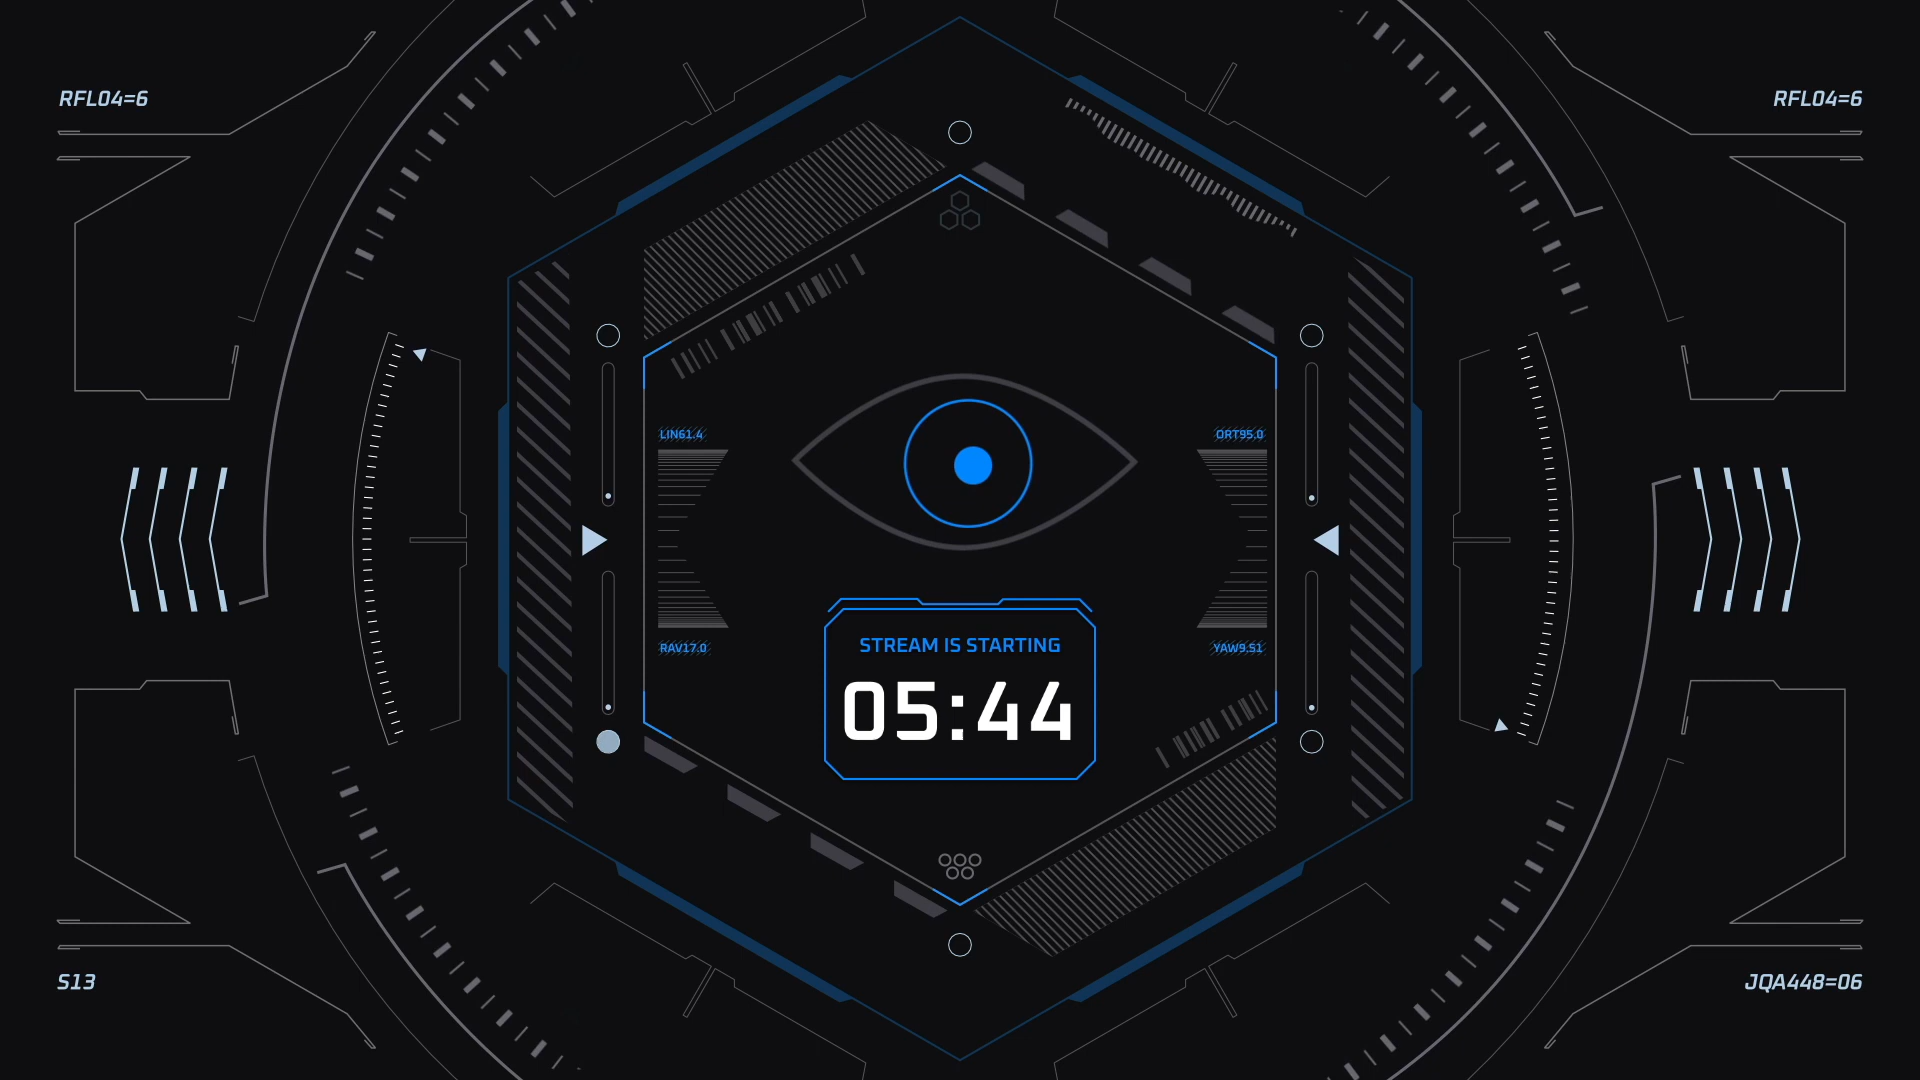 RFL04=6
RFL04=6
LIN61.4
ORT95.0
RAV17.0
YAW9.51
STREAM IS STARTING
05:44
S13
JQA448=06